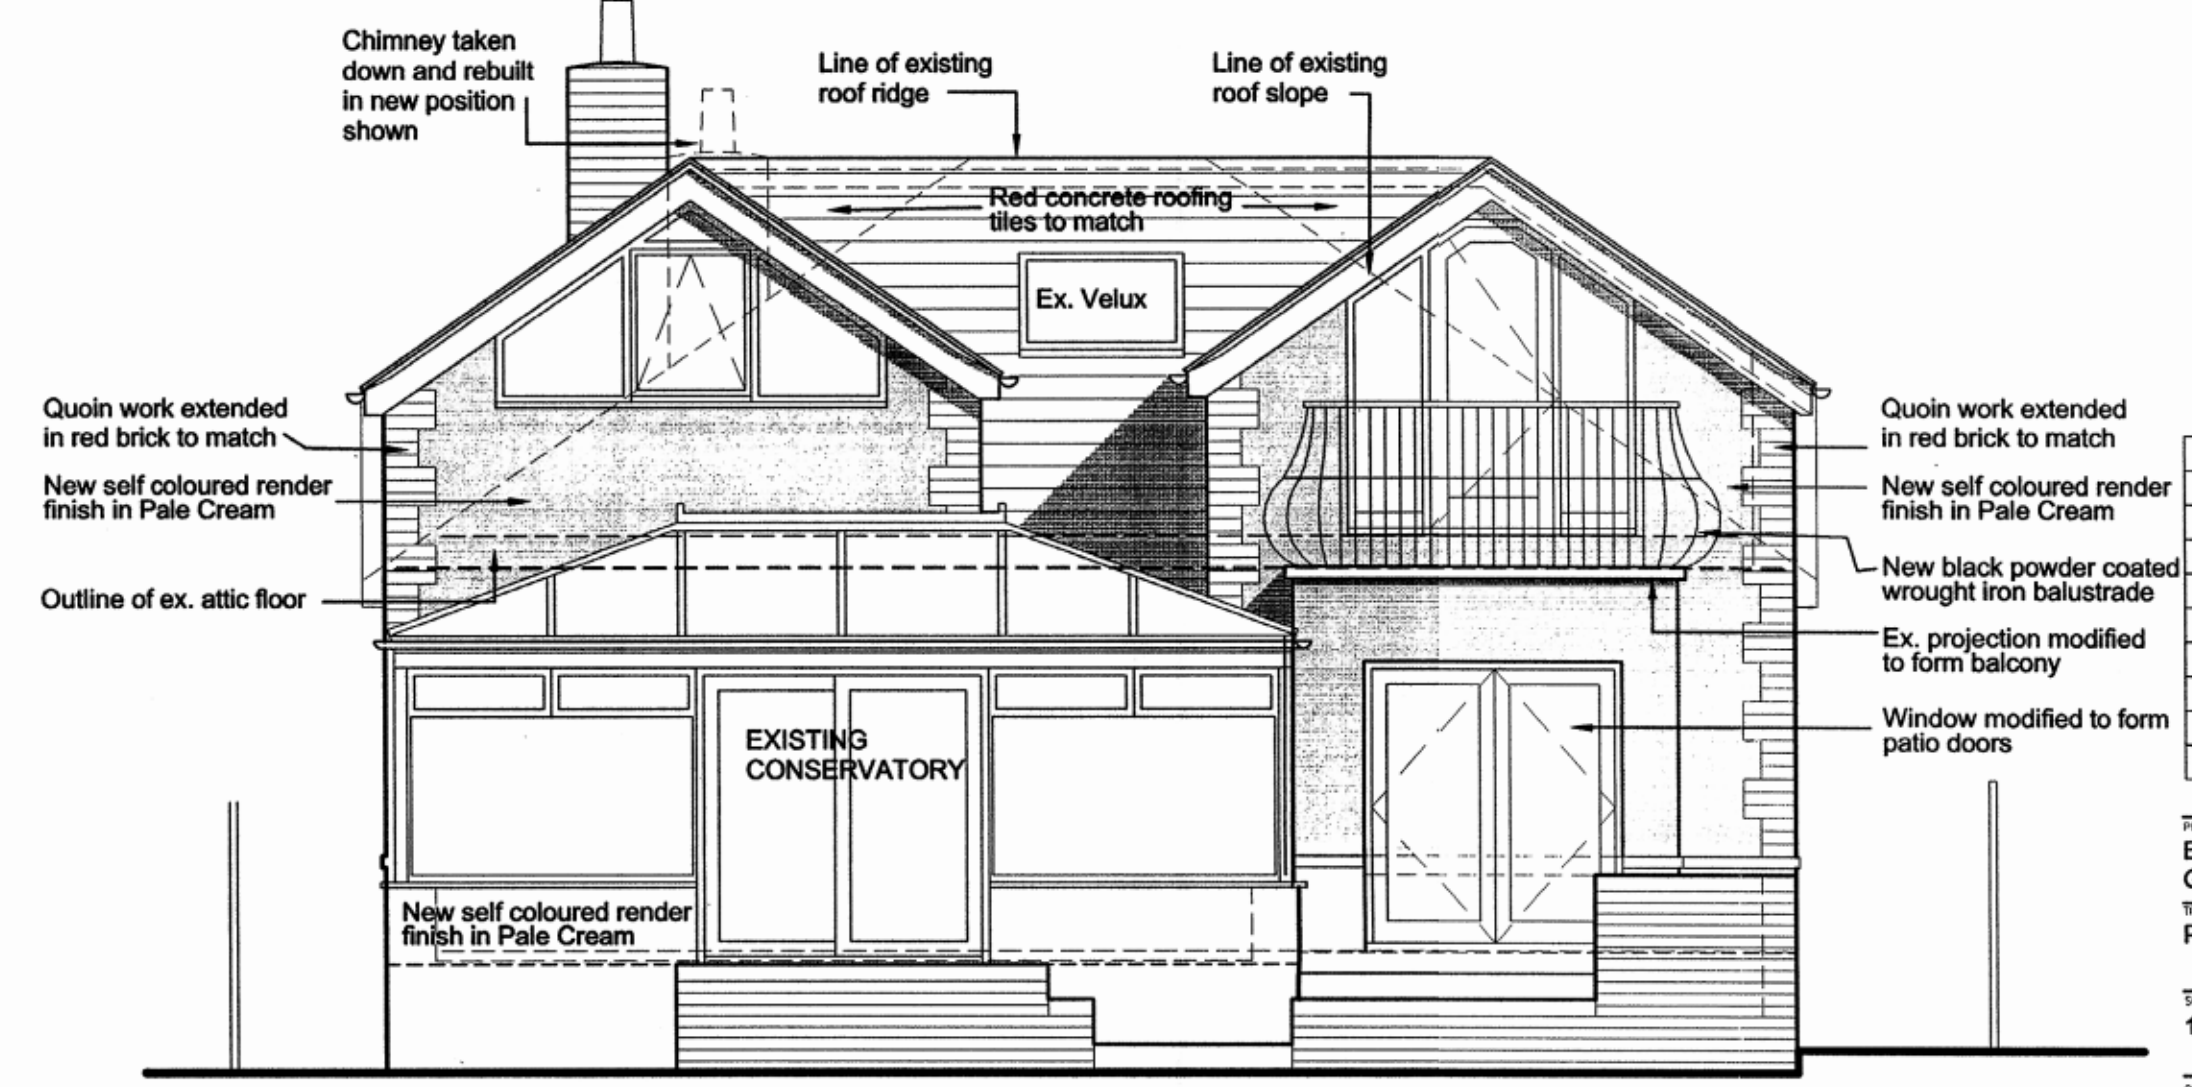 Chimney taken
down and rebuilt
in new position
shown
Line of existing
roof ridge
Line of existing
roof slope
Red concrete roofing
tiles to match
Ex. Velux
Quoin work extended
in red brick to match
New self coloured render
finish in Pale Cream
Outline of ex. attic floor
Quoin work extended
in red brick to match
New self coloured render
finish in Pale Cream
New black powder coated
wrought iron balustrade
Ex. projection modified
to form balcony
Window modified to form
patio doors
EXISTING
CONSERVATORY
New self coloured render
finish in Pale Cream